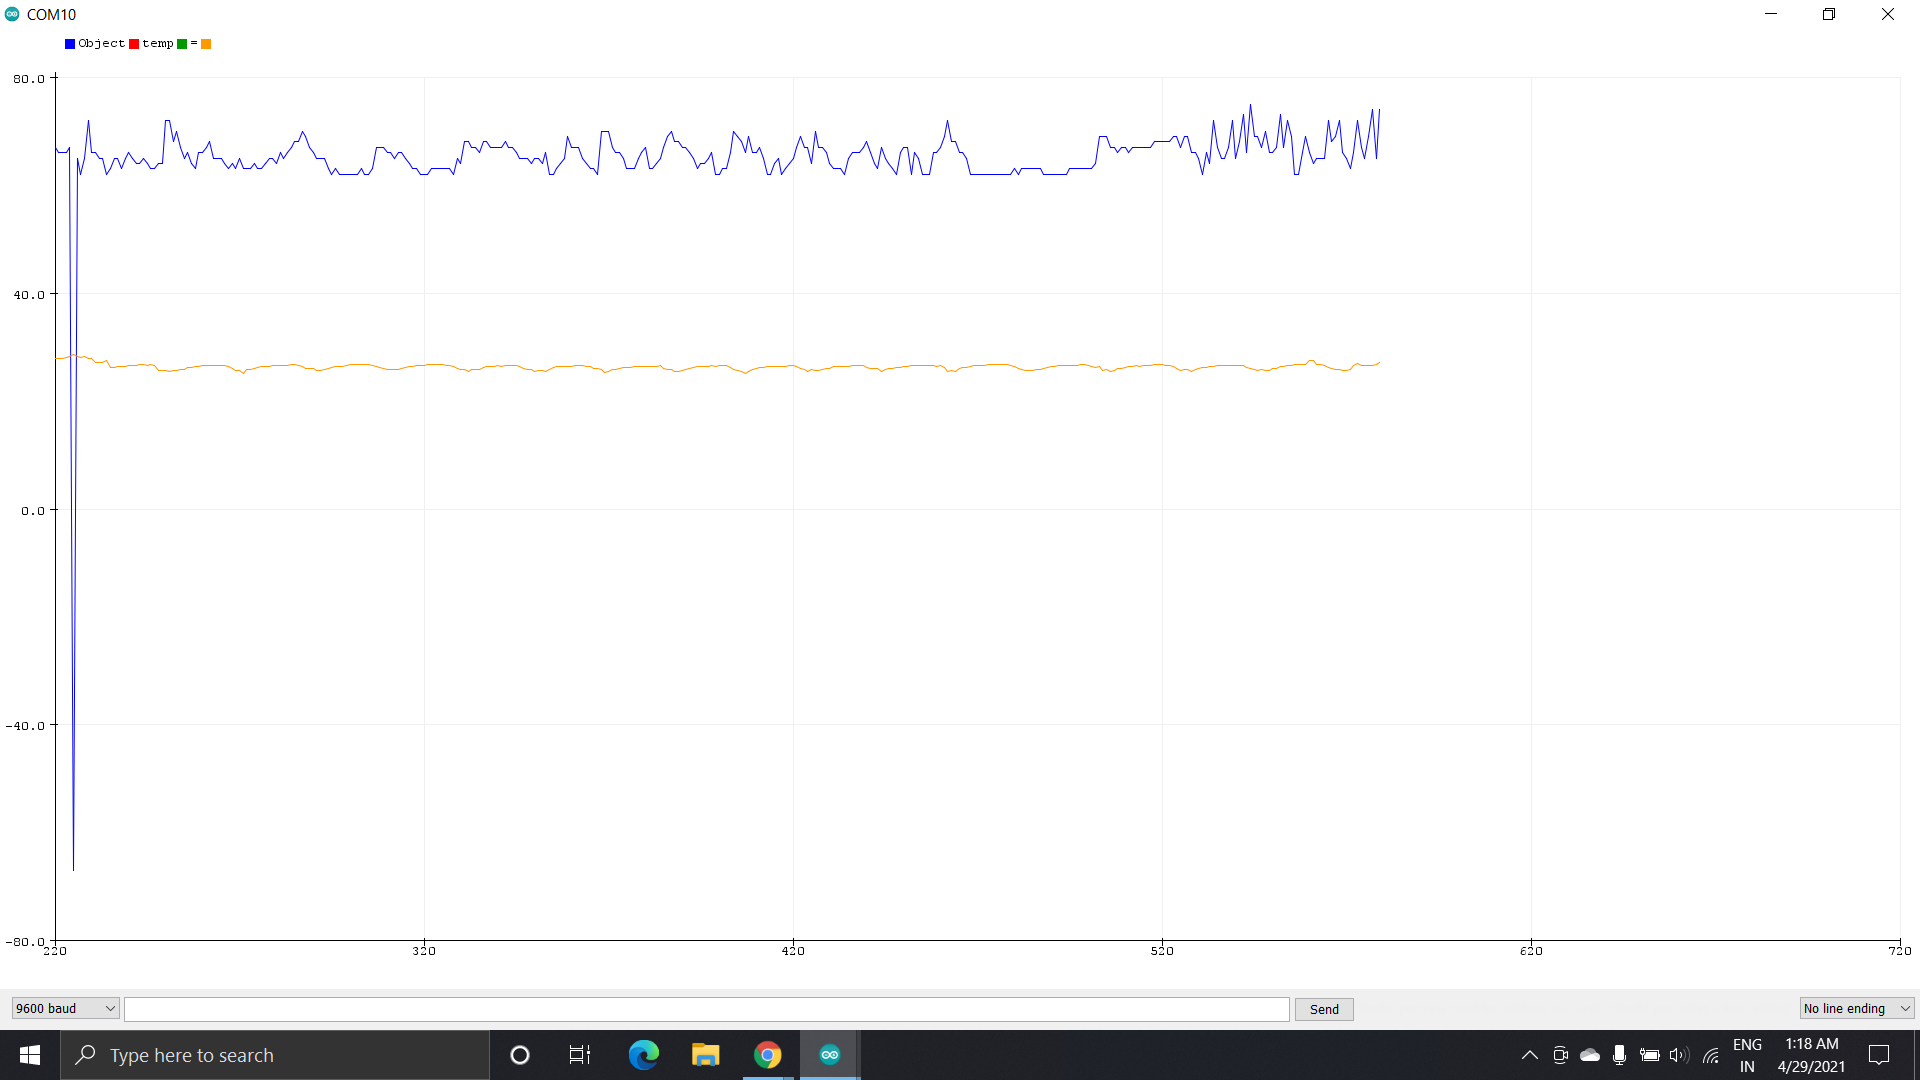 COM10
Object temp =
80.0
40.0
0.0
-40.0
-80.0
220 320 420 520 620 720
9600 baud Send No line ending
Type here to search
ENG
IN
1:18 AM
4/29/2021